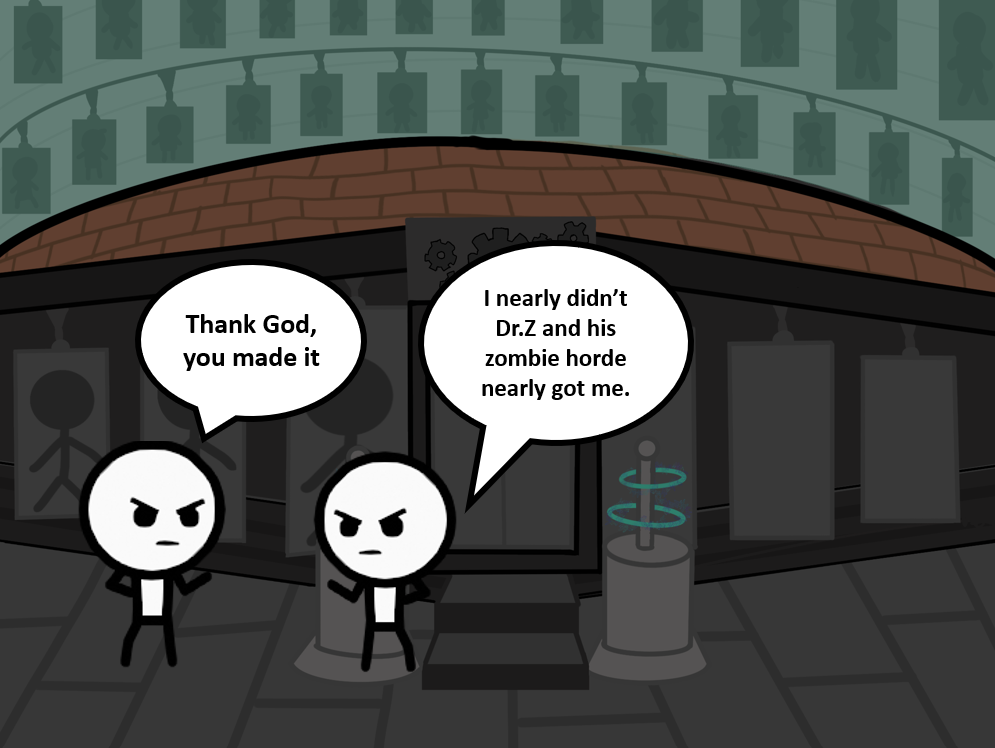 Thank God,
you made it
I nearly didn’t
Dr.Z and his
zombie horde
nearly got me.